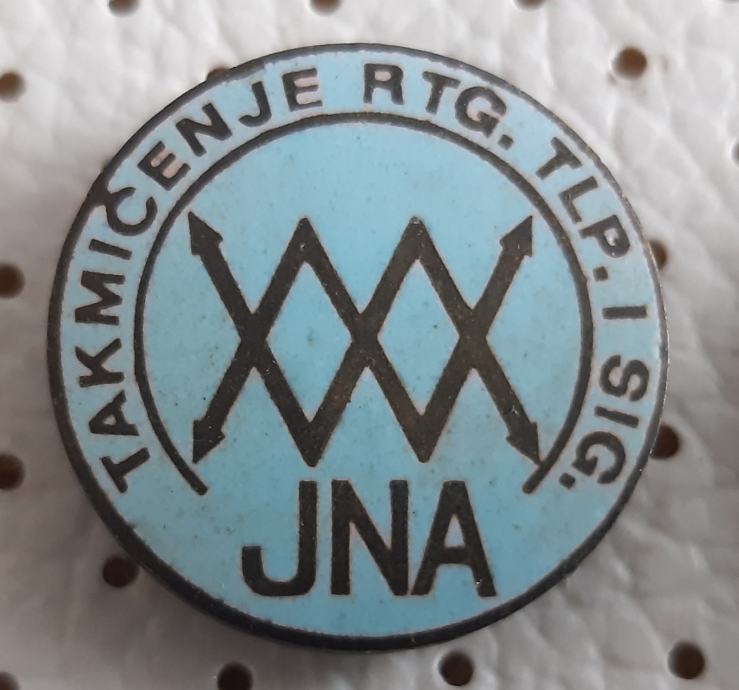 TAKMIČENJE RTG. TLP. I SIG.
JNA